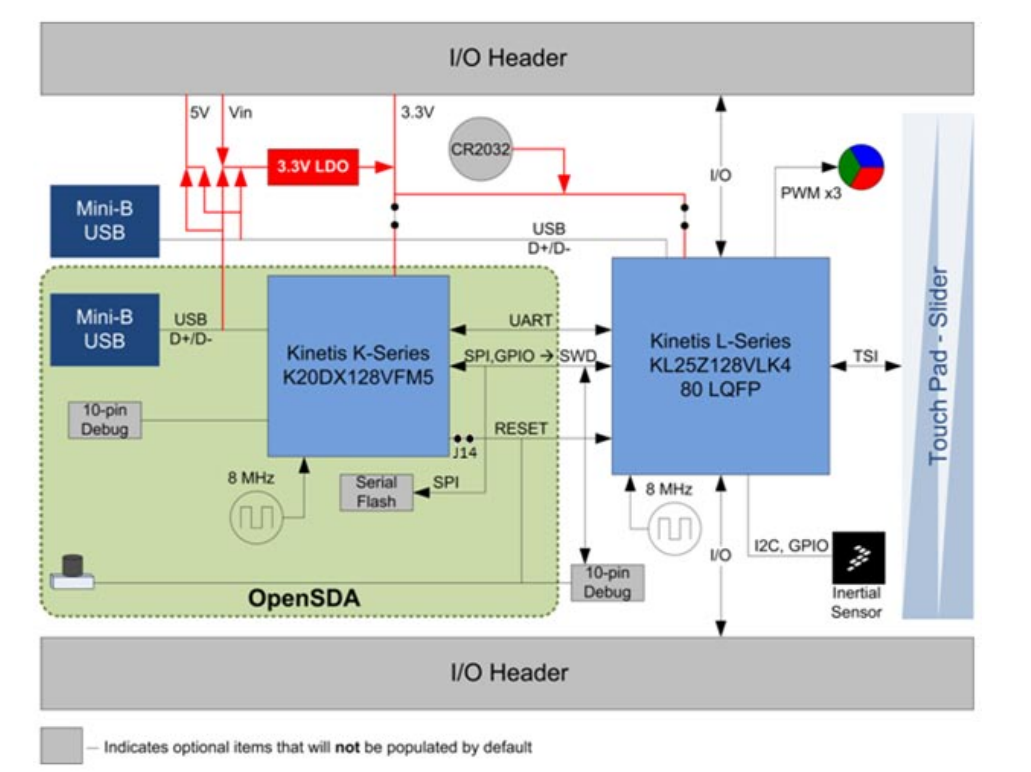 I/O Header
5V
Vin
3.3V
3.3V LDO
CR2032
I/O
PWM x3
Mini-B
USB
USB
D+/D-
Mini-B
USB
USB
D+/D-
Kinetis K-Series
K20DX128VFM5
UART
SPI,GPIO → SWD
Kinetis L-Series
KL25Z128VLK4
80 LQFP
TSI
Touch Pad - Slider
10-pin
Debug
RESET
J14
8 MHz
Serial
Flash
SPI
8 MHz
I/O
I2C, GPIO
10-pin
Debug
Inertial
Sensor
OpenSDA
I/O Header
— Indicates optional items that will not be populated by default